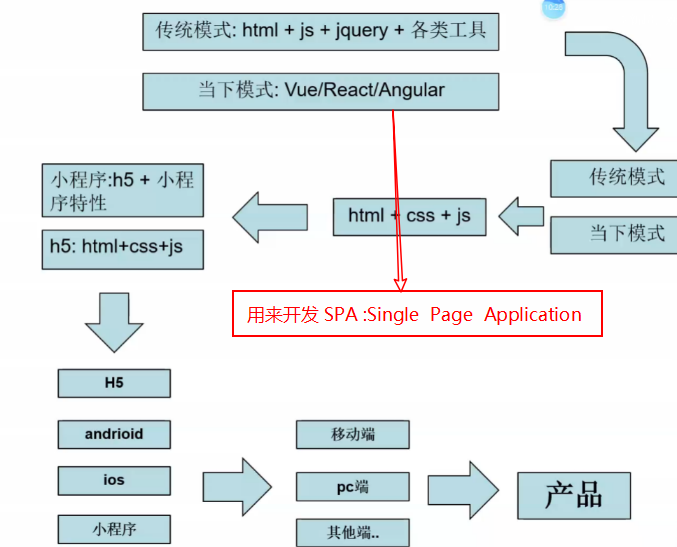 传统模式: html + js + jquery + 各类工具
当下模式: Vue/React/Angular
小程序:h5 + 小程
序特性
h5: html+css+js
html + css + js
传统模式
当下模式
用来开发 SPA :Single Page Application
H5
andrioid
ios
小程序
移动端
pc端
其他端..
产品